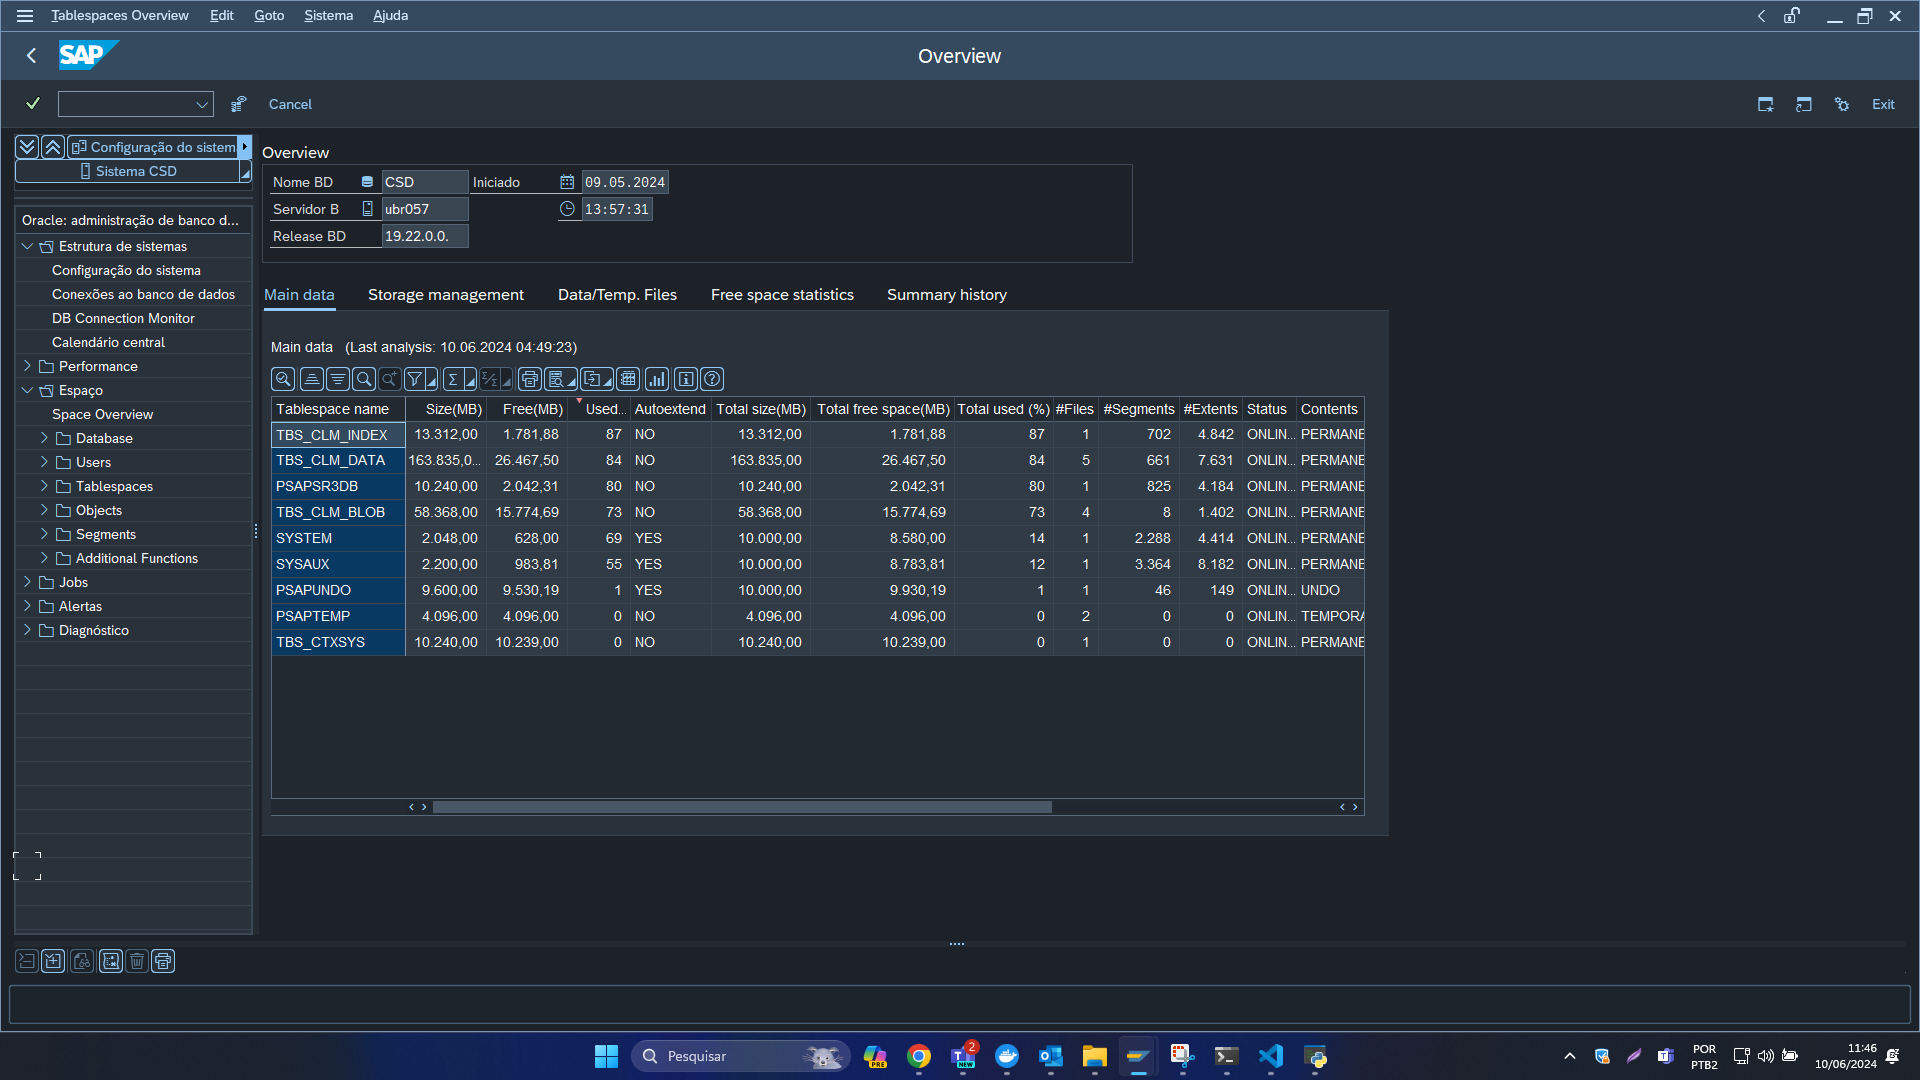 Tablespaces Overview Edit Goto Sistema Ajuda
SAP Overview
Cancel Exit
Configuração do sistem
Sistema CSD
Oracle: administração de banco d...
Estrutura de sistemas
Configuração do sistema
Conexões ao banco de dados
DB Connection Monitor
Calendário central
Performance
Espaço
Space Overview
Database
Users
Tablespaces
Objects
Segments
Additional Functions
Jobs
Alertas
Diagnóstico
Overview
Nome BD CSD Iniciado 09.05.2024
Servidor B ubr057 13:57:31
Release BD 19.22.0.0.
Main data Storage management Data/Temp. Files Free space statistics Summary history
Main data (Last analysis: 10.06.2024 04:49:23)
Tablespace name Size(MB) Free(MB) Used... Autoextend Total size(MB) Total free space(MB) Total used (%) #Files #Segments #Extents Status Contents
TBS_CLM_INDEX 13.312,00 1.781,88 87 NO 13.312,00 1.781,88 87 1 702 4.842 ONLIN... PERMANE
TBS_CLM_DATA 163.835,0... 26.467,50 84 NO 163.835,00 26.467,50 84 5 661 7.631 ONLIN... PERMANE
PSAPSR3DB 10.240,00 2.042,31 80 NO 10.240,00 2.042,31 80 1 825 4.184 ONLIN... PERMANE
TBS_CLM_BLOB 58.368,00 15.774,69 73 NO 58.368,00 15.774,69 73 4 8 1.402 ONLIN... PERMANE
SYSTEM 2.048,00 628,00 69 YES 10.000,00 8.580,00 14 1 2.288 4.414 ONLIN... PERMANE
SYSAUX 2.200,00 983,81 55 YES 10.000,00 8.783,81 12 1 3.364 8.182 ONLIN... PERMANE
PSAPUNDO 9.600,00 9.530,19 1 YES 10.000,00 9.930,19 1 1 46 149 ONLIN... UNDO
PSAPTEMP 4.096,00 4.096,00 0 NO 4.096,00 4.096,00 0 2 0 0 ONLIN... TEMPORA
TBS_CTXSYS 10.240,00 10.239,00 0 NO 10.240,00 10.239,00 0 1 0 0 ONLIN... PERMANE
Pesquisar PRE 2 NEW POR 11:46
PTB2 10/06/2024